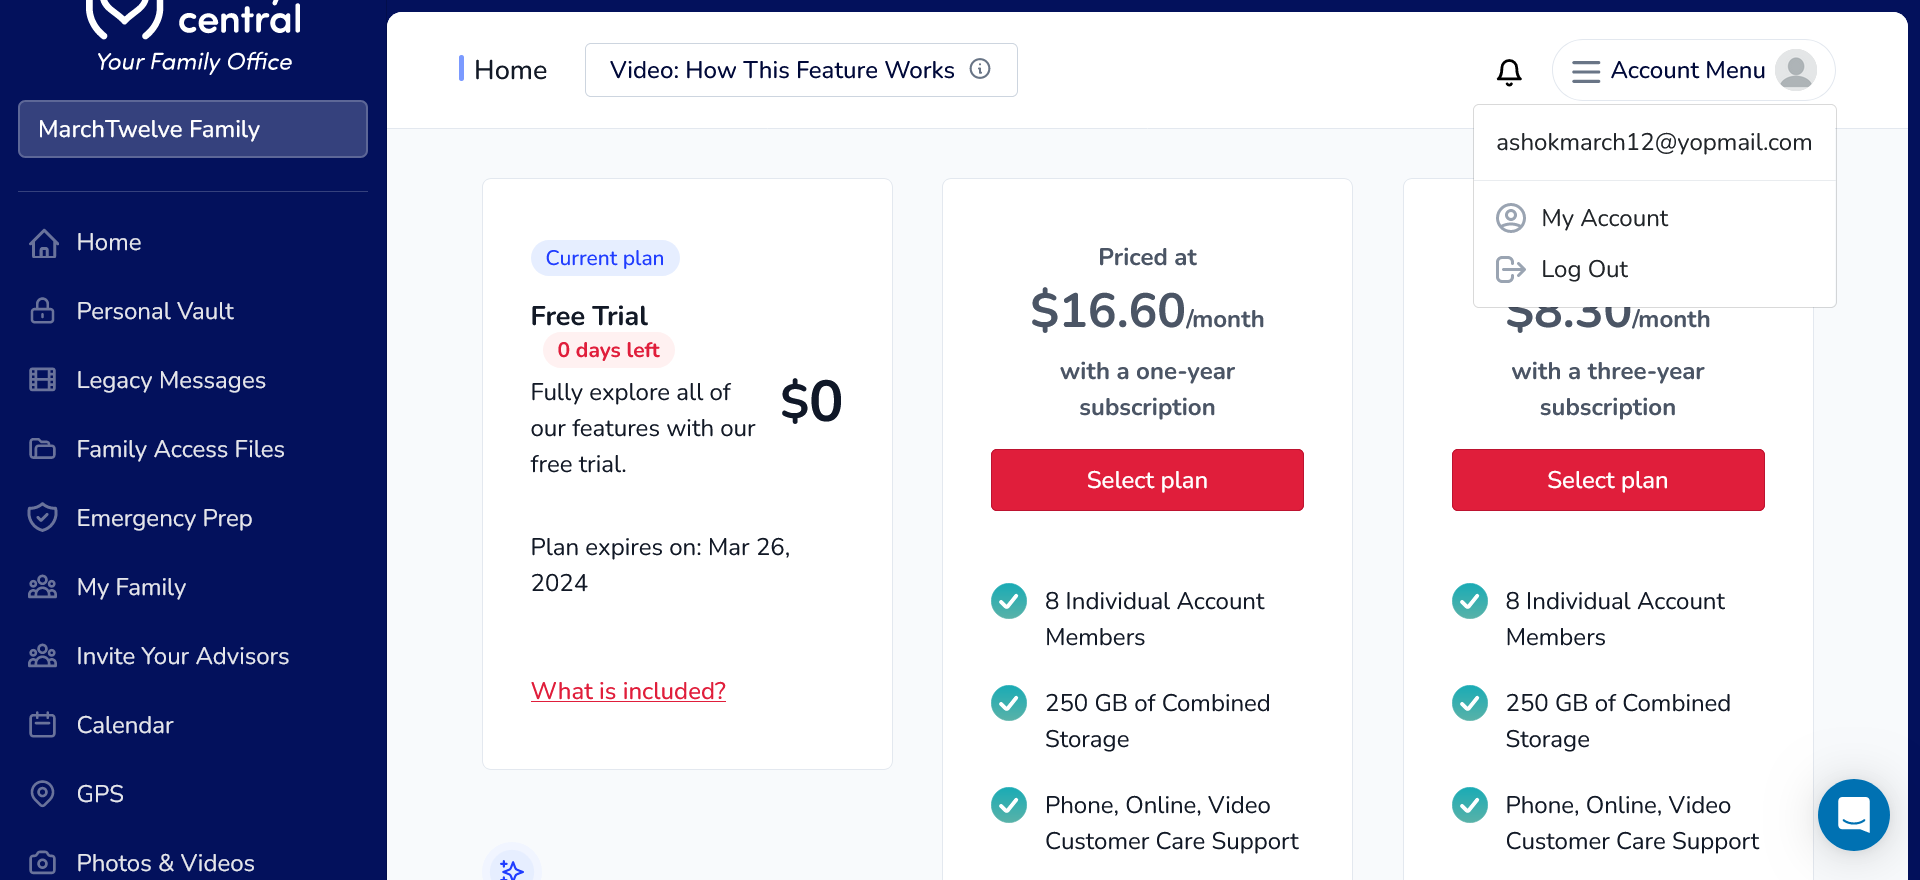 central
Your Family Office
MarchTwelve Family
Home
Personal Vault
Legacy Messages
Family Access Files
Emergency Prep
My Family
Invite Your Advisors
Calendar
GPS
Photos & Videos
Home
Video: How This Feature Works
Account Menu
ashokmarch12@yopmail.com
My Account
Log Out
Current plan
Free Trial
0 days left
Fully explore all of
our features with our
free trial.
$0
Plan expires on: Mar 26,
2024
What is included?
Priced at
$16.60/month
with a one-year
subscription
Select plan
8 Individual Account
Members
250 GB of Combined
Storage
Phone, Online, Video
Customer Care Support
$8.30/month
with a three-year
subscription
Select plan
8 Individual Account
Members
250 GB of Combined
Storage
Phone, Online, Video
Customer Care Support